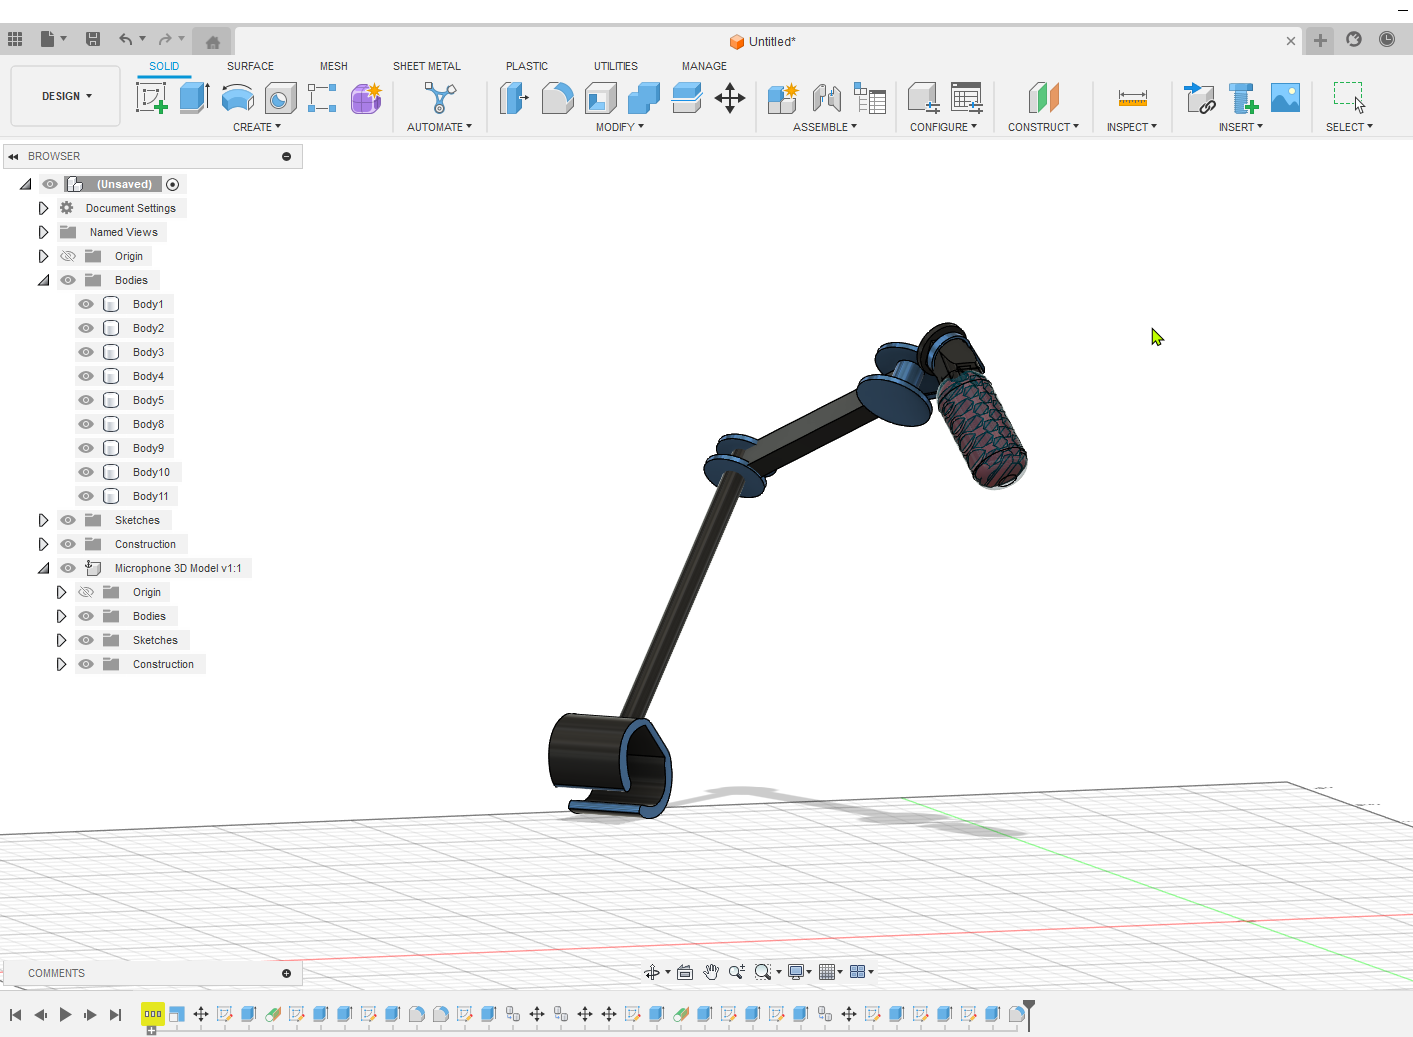 Untitled*
SOLID SURFACE MESH SHEET METAL PLASTIC UTILITIES MANAGE
DESIGN
CREATE AUTOMATE MODIFY ASSEMBLE CONFIGURE CONSTRUCT INSPECT INSERT SELECT
BROWSER
(Unsaved)
Document Settings
Named Views
Origin
Bodies
Body1
Body2
Body3
Body4
Body5
Body8
Body9
Body10
Body11
Sketches
Construction
Microphone 3D Model v1:1
Origin
Bodies
Sketches
Construction
COMMENTS